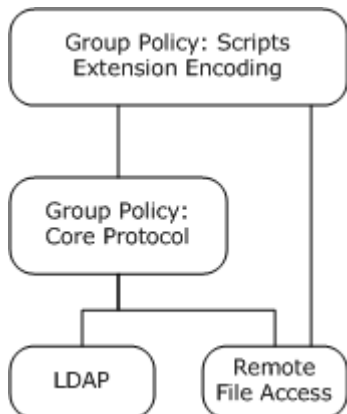 Group Policy: Scripts
Extension Encoding
Group Policy:
Core Protocol
LDAP
Remote
File Access